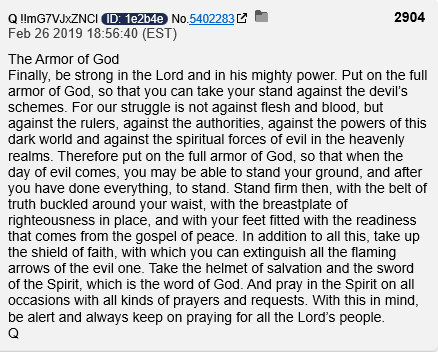 Q !!mG7VJxZNCI ID: 1e2b4e No.5402283 2904
Feb 26 2019 18:56:40 (EST)
The Armor of God
Finally, be strong in the Lord and in his mighty power. Put on the full
armor of God, so that you can take your stand against the devil's
schemes. For our struggle is not against flesh and blood, but
against the rulers, against the authorities, against the powers of this
dark world and against the spiritual forces of evil in the heavenly
realms. Therefore put on the full armor of God, so that when the
day of evil comes, you may be able to stand your ground, and after
you have done everything, to stand. Stand firm then, with the belt of
truth buckled around your waist, with the breastplate of
righteousness in place, and with your feet fitted with the readiness
that comes from the gospel of peace. In addition to all this, take up
the shield of faith, with which you can extinguish all the flaming
arrows of the evil one. Take the helmet of salvation and the sword
of the Spirit, which is the word of God. And pray in the Spirit on all
occasions with all kinds of prayers and requests. With this in mind,
be alert and always keep on praying for all the Lord's people.
Q